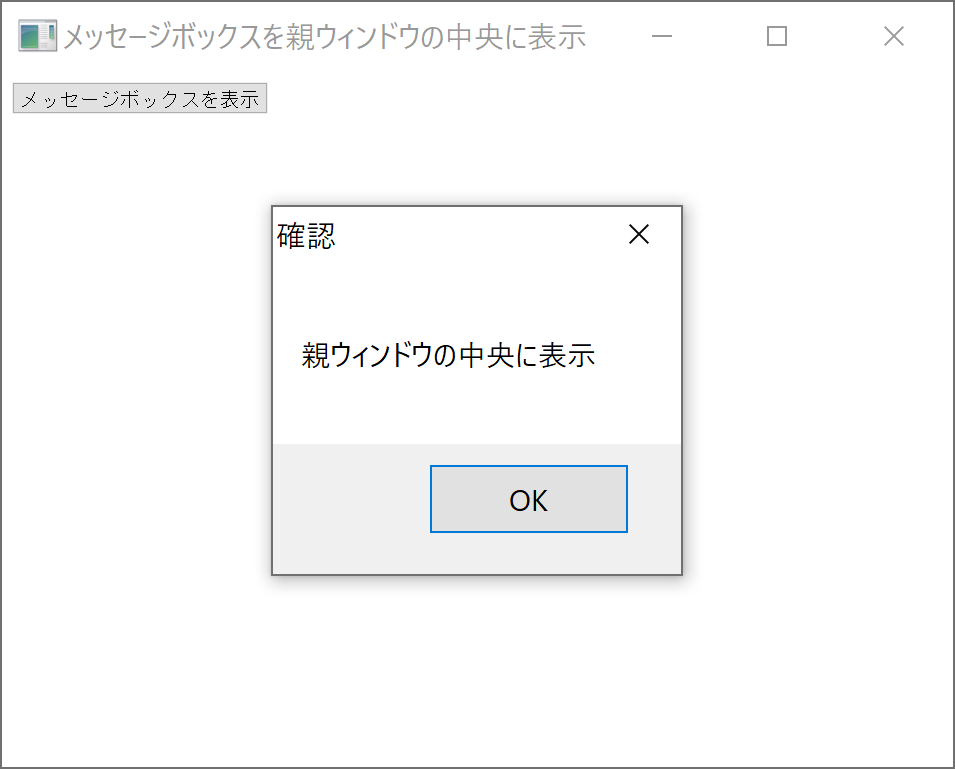 メッセージボックスを親ウィンドウの中央に表示
メッセージボックスを表示
確認
親ウィンドウの中央に表示
OK